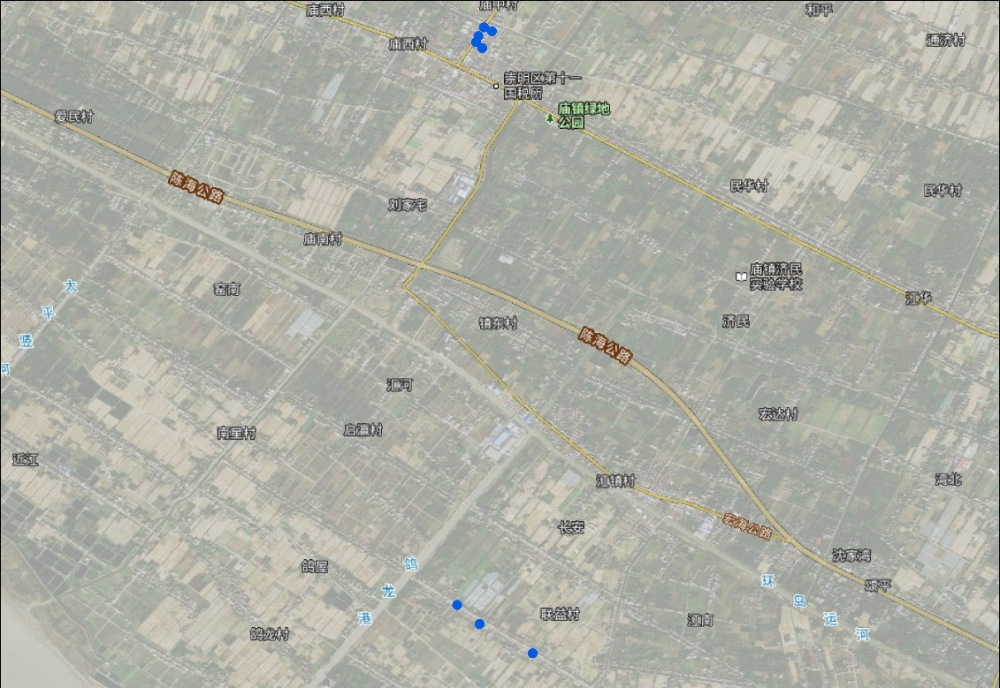 庙西村
庙中村
和平
庙西村
通济村
崇明区第十一
国税所
庙镇绿地
公园
爱民村
陈海公路
民华村
民华村
刘家宅
庙南村
庙镇济民
实验学校
窑南
太
平
竖
河
江华
镇东村
济民
陈海公路
汇河
宏达村
南星村
启瀛村
近江
江镇村
湾北
宏海公路
长安
沈家湾
鸽屋
鸽
龙
港
环
岛
运
河
颂平
联益村
江南
鸽龙村